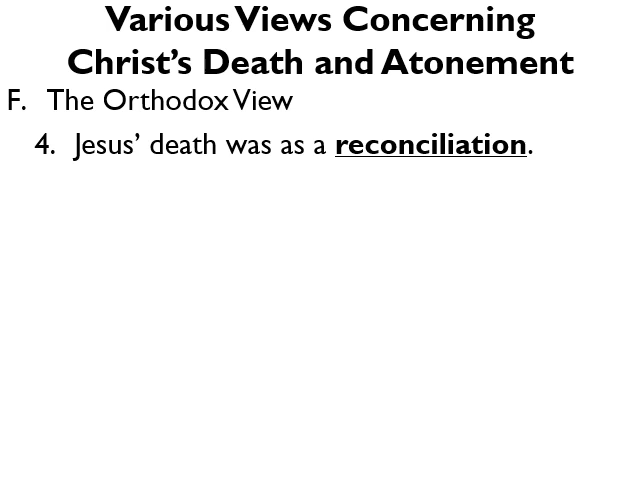 Various Views Concerning
Christ’s Death and Atonement
F. The Orthodox View
4. Jesus’ death was as a reconciliation.